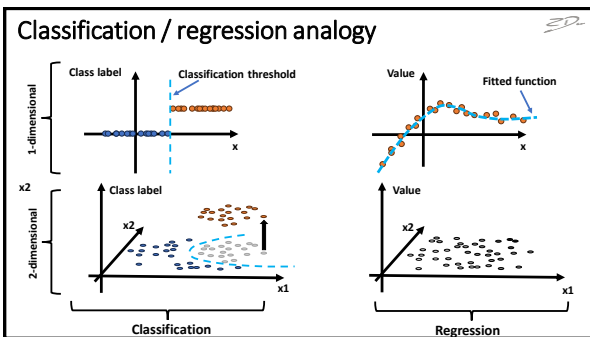 Classification / regression analogy
1-dimensional
Class label
Classification threshold
x
Value
Fitted function
x
2-dimensional
x2
Class label
x2
x1
Value
x2
x1
Classification
Regression